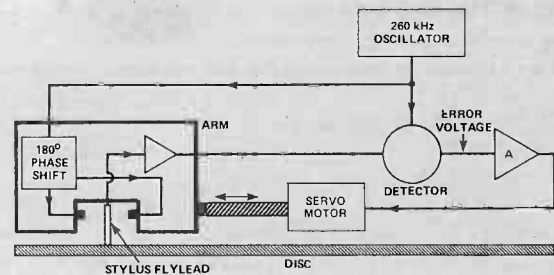 260 kHz
OSCILLATOR
ARM
ERROR
VOLTAGE
180°
PHASE
SHIFT
A
DETECTOR
SERVO
MOTOR
STYLUS FLYLEAD
DISC